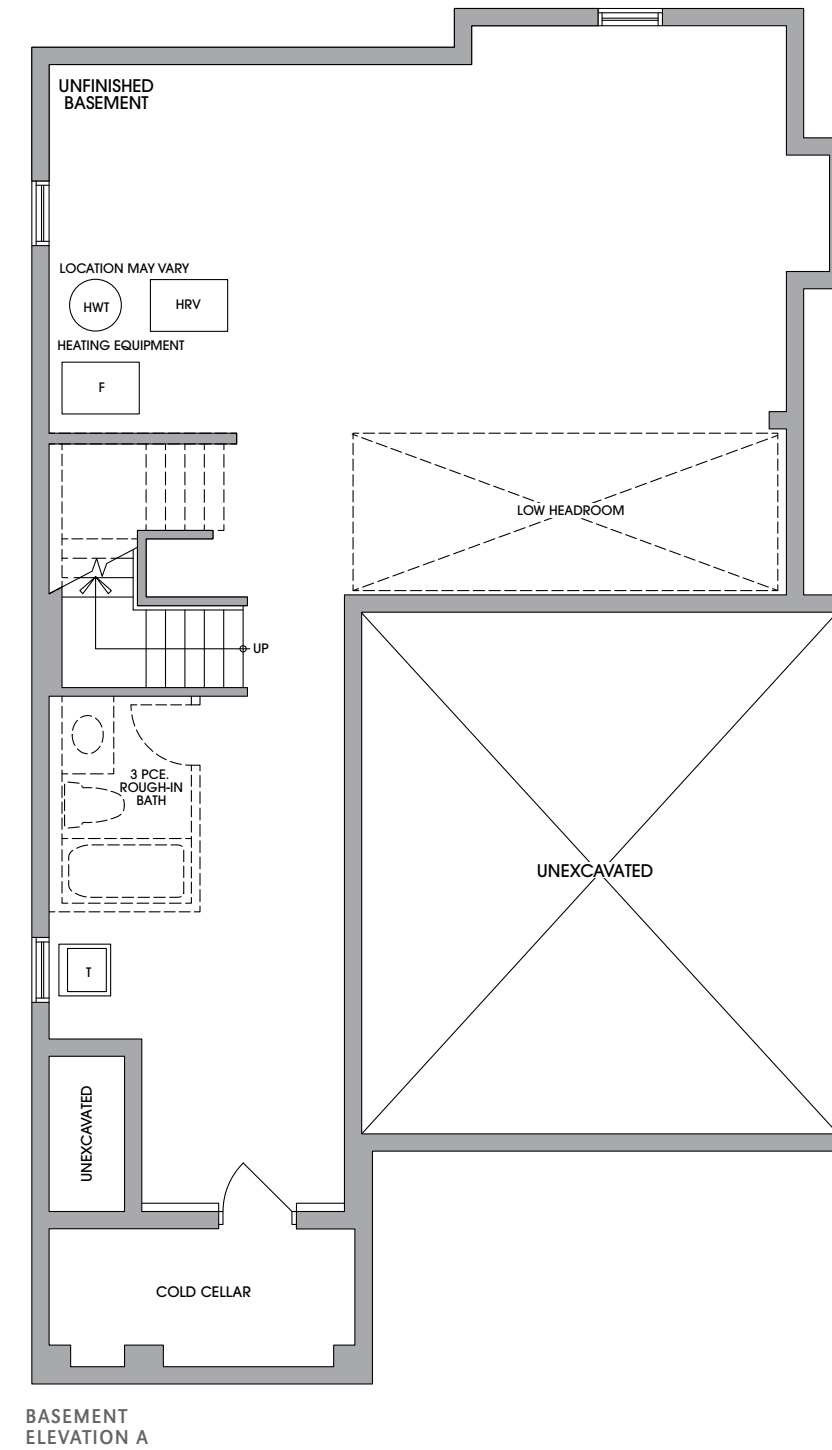 UNFINISHED
BASEMENT
LOCATION MAY VARY
HWT
HRV
HEATING EQUIPMENT
F
LOW HEADROOM
UP
3 PCE.
ROUGH-IN
BATH
UNEXCAVATED
T
UNEXCAVATED
COLD CELLAR
BASEMENT
ELEVATION A